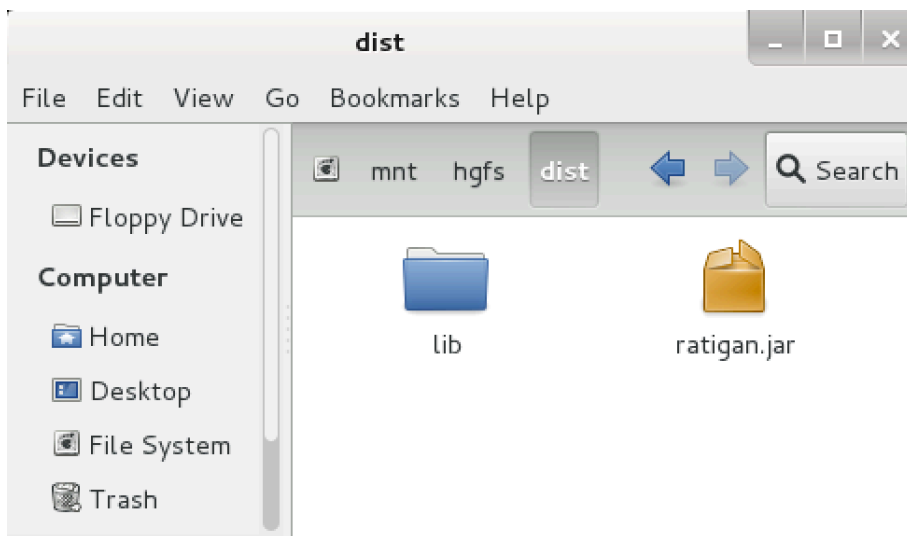 dist
File Edit View Go Bookmarks Help
Devices
Floppy Drive
Computer
Home
Desktop
File System
Trash
mnt hgfs dist Search
lib ratigan.jar